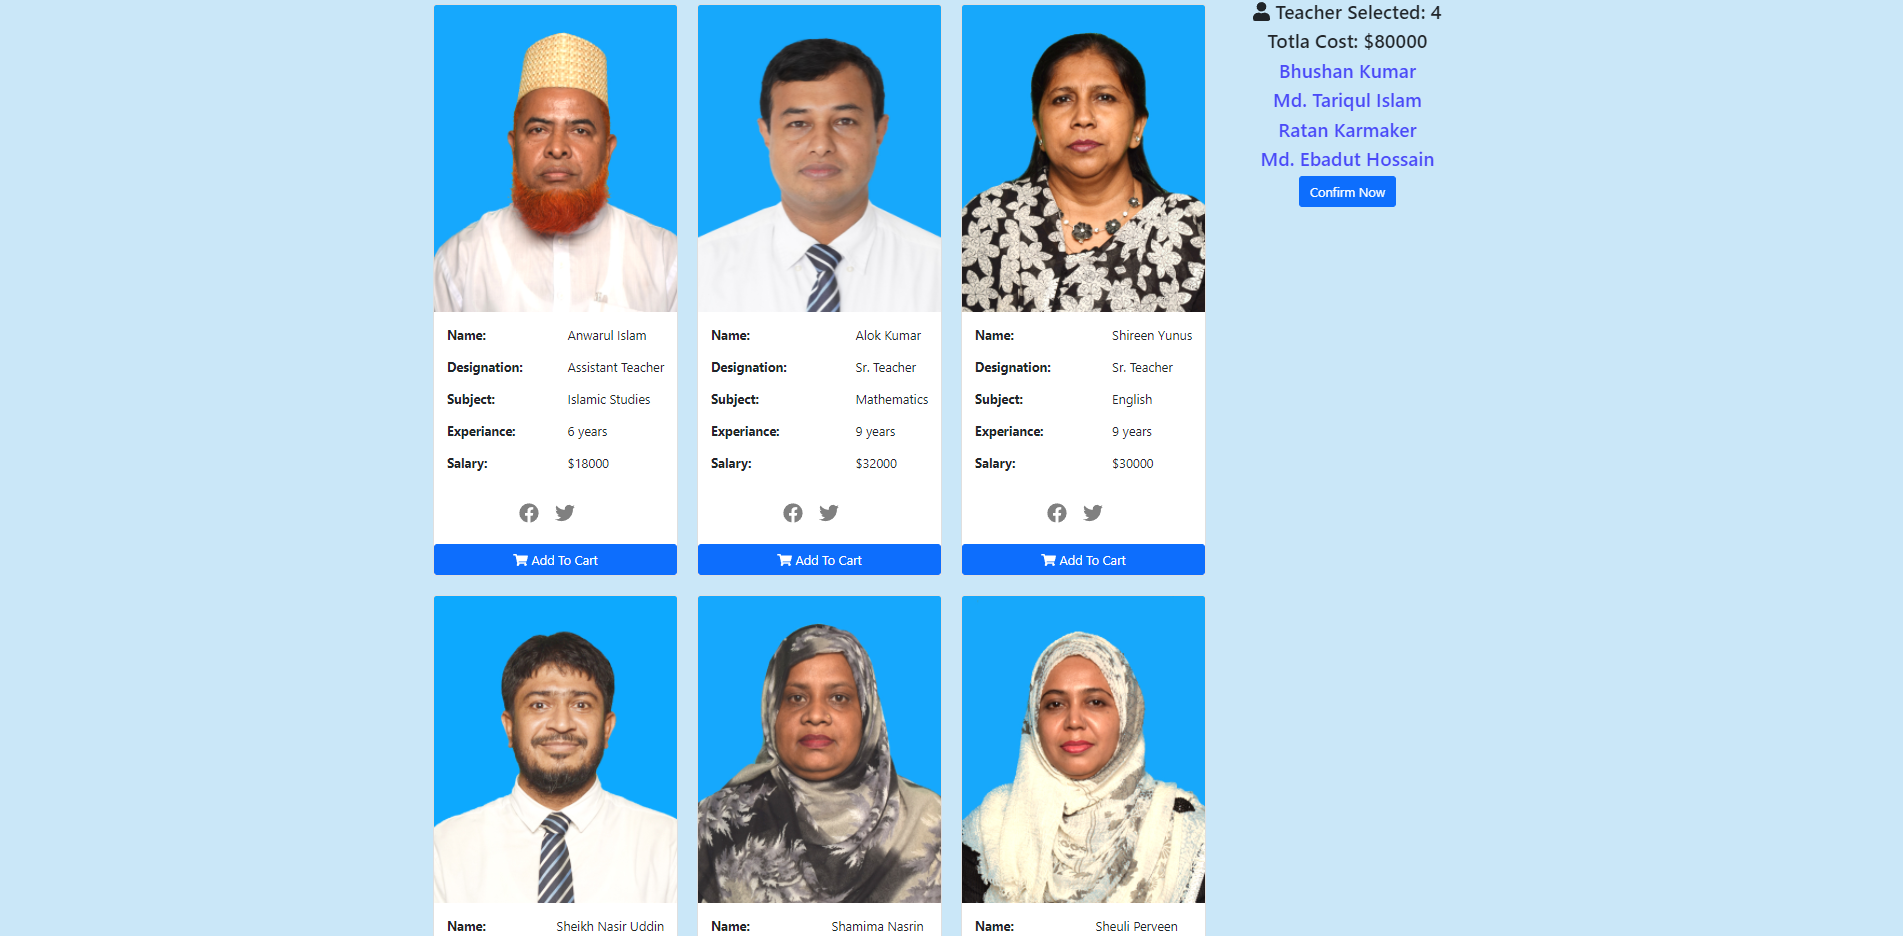 Name: Anwarul Islam
Designation: Assistant Teacher
Subject: Islamic Studies
Experiance: 6 years
Salary: $18000
Add To Cart
Name: Alok Kumar
Designation: Sr. Teacher
Subject: Mathematics
Experiance: 9 years
Salary: $32000
Add To Cart
Name: Shireen Yunus
Designation: Sr. Teacher
Subject: English
Experiance: 9 years
Salary: $30000
Add To Cart
Name: Sheikh Nasir Uddin
Name: Shamima Nasrin
Name: Sheuli Perveen
Teacher Selected: 4
Totla Cost: $80000
Bhushan Kumar
Md. Tariqul Islam
Ratan Karmaker
Md. Ebadut Hossain
Confirm Now